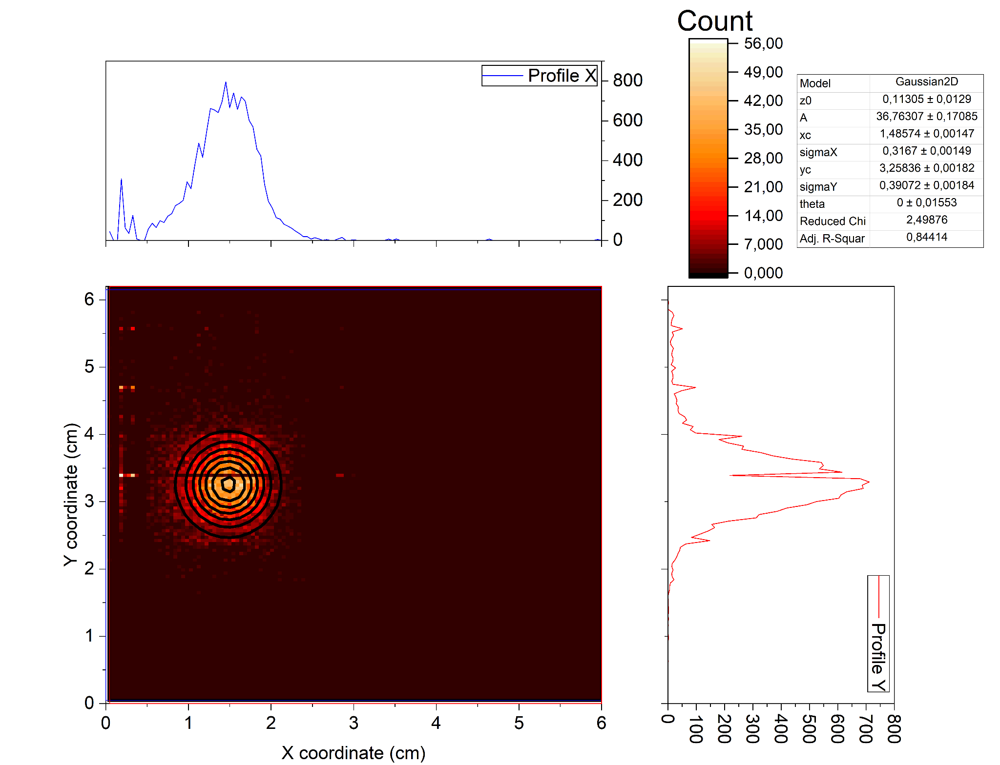 Count
56,00
49,00
42,00
35,00
28,00
21,00
14,00
7,000
0,000
Profile X
800
600
400
200
0
Model Gaussian2D
z0 0,11305 ± 0,0129
A 36,76307 ± 0,17085
xc 1,48574 ± 0,00147
sigmaX 0,3167 ± 0,00149
yc 3,25836 ± 0,00182
sigmaY 0,39072 ± 0,00184
theta 0 ± 0,01553
Reduced Chi 2,49876
Adj. R-Squar 0,84414
6
5
4
3
2
1
0
Y coordinate (cm)
0 1 2 3 4 5 6
X coordinate (cm)
Profile Y
0 100 200 300 400 500 600 700 800